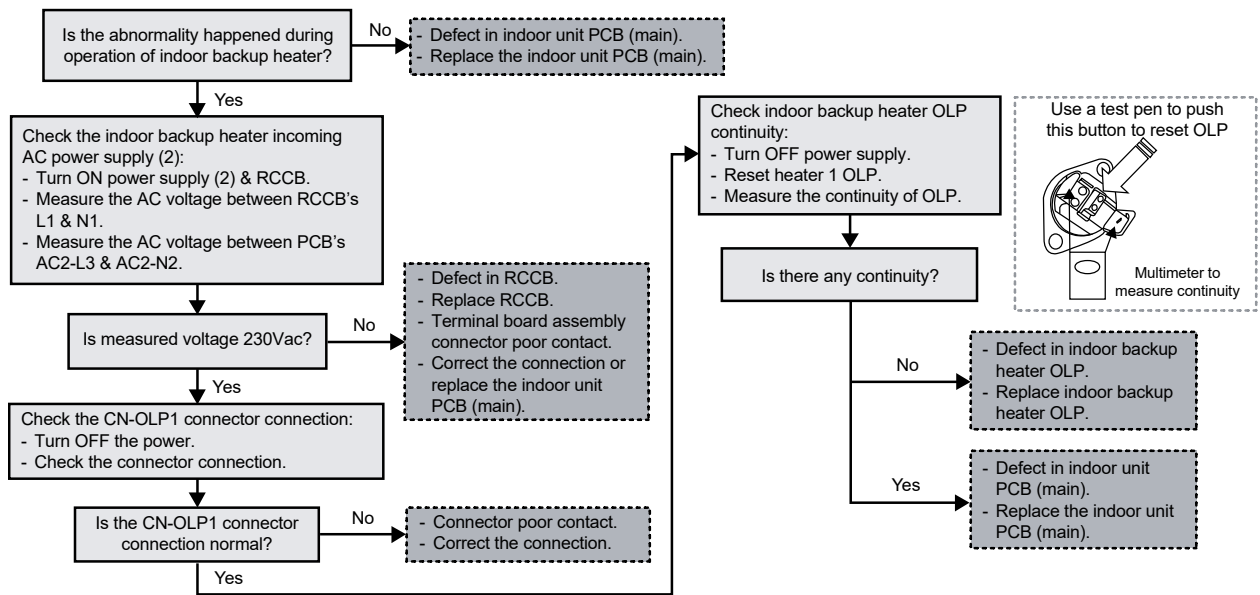 Is the abnormality happened during
operation of indoor backup heater?
No
- Defect in indoor unit PCB (main).
- Replace the indoor unit PCB (main).
Yes
Check the indoor backup heater incoming
AC power supply (2):
- Turn ON power supply (2) & RCCB.
- Measure the AC voltage between RCCB's
L1 & N1.
- Measure the AC voltage between PCB's
AC2-L3 & AC2-N2.
Is measured voltage 230Vac?
No
- Defect in RCCB.
- Replace RCCB.
- Terminal board assembly
connector poor contact.
- Correct the connection or
replace the indoor unit
PCB (main).
Yes
Check the CN-OLP1 connector connection:
- Turn OFF the power.
- Check the connector connection.
Is the CN-OLP1 connector
connection normal?
No
- Connector poor contact.
- Correct the connection.
Yes
Check indoor backup heater OLP
continuity:
- Turn OFF power supply.
- Reset heater 1 OLP.
- Measure the continuity of OLP.
Is there any continuity?
No
- Defect in indoor backup
heater OLP.
- Replace indoor backup
heater OLP.
Yes
- Defect in indoor unit
PCB (main).
- Replace the indoor unit
PCB (main).
Use a test pen to push
this button to reset OLP
Multimeter to
measure continuity